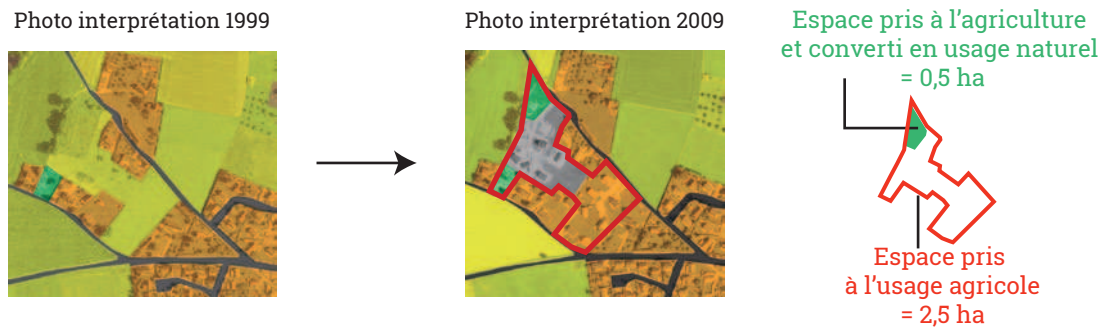 Photo interprétation 1999
Photo interprétation 2009
Espace pris à l’agriculture
et converti en usage naturel
= 0,5 ha
Espace pris
à l’usage agricole
= 2,5 ha